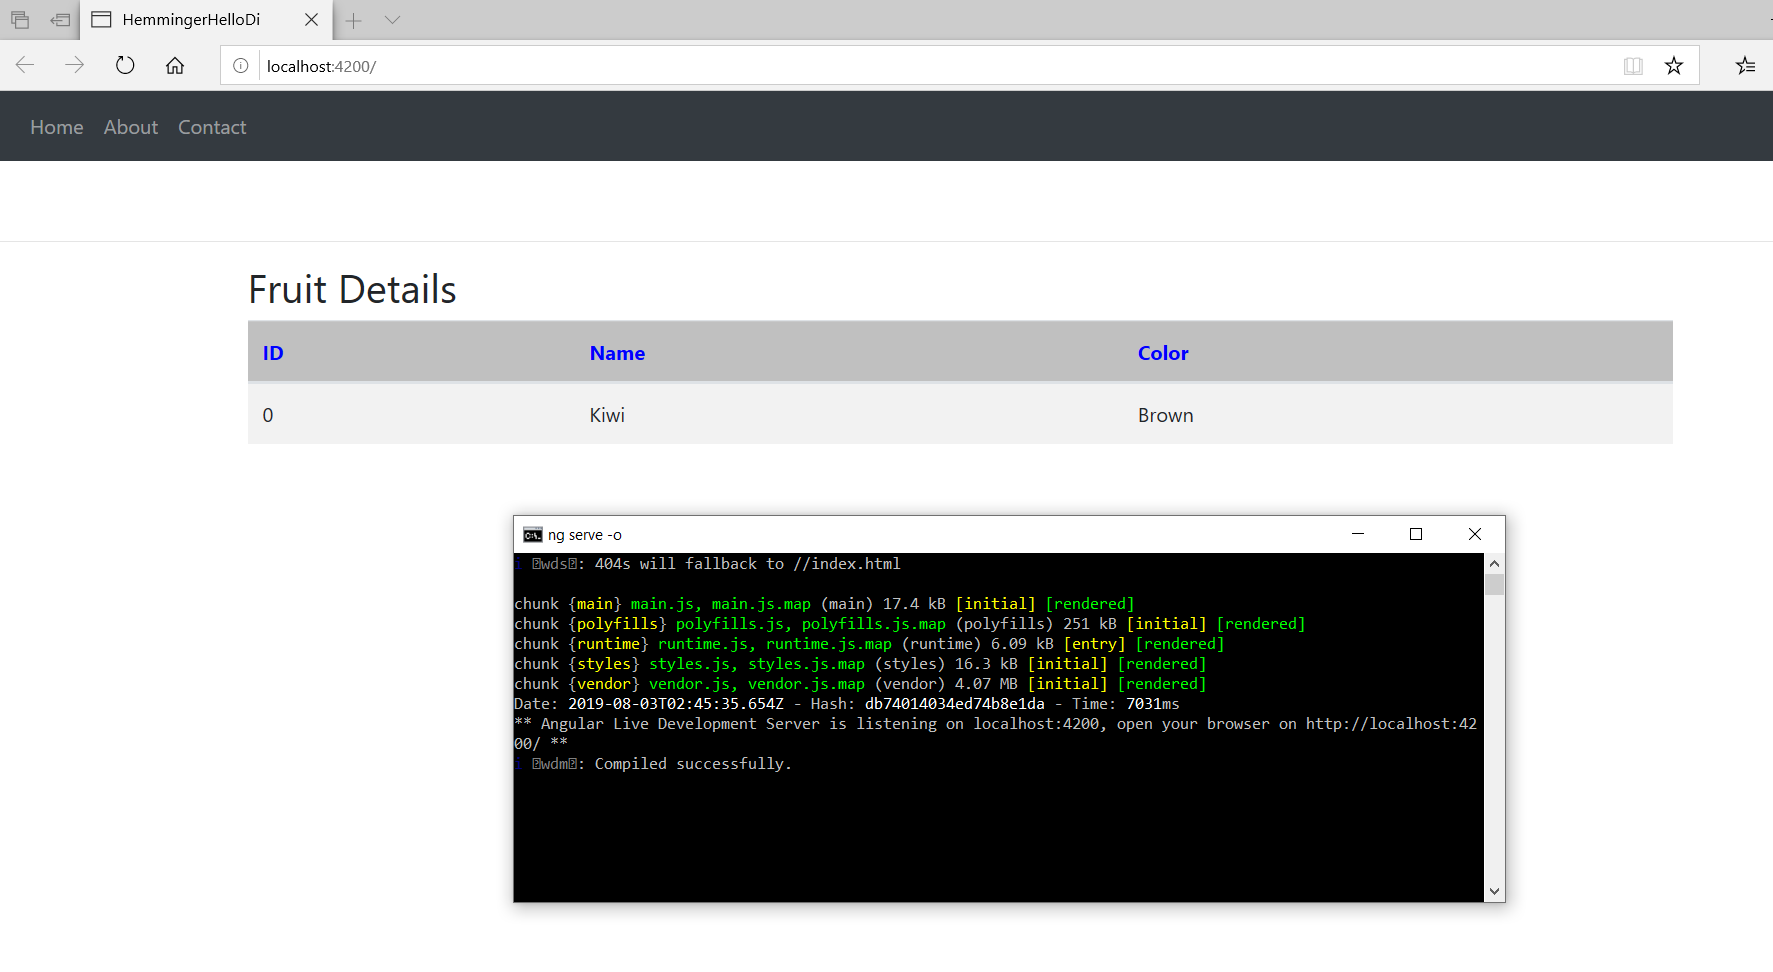 HemmingerHelloDi
localhost:4200/
Home About Contact
Fruit Details
ID Name Color
0 Kiwi Brown
ng serve -o
i ｢wds｣: 404s will fallback to //index.html
chunk {main} main.js, main.js.map (main) 17.4 kB [initial] [rendered]
chunk {polyfills} polyfills.js, polyfills.js.map (polyfills) 251 kB [initial] [rendered]
chunk {runtime} runtime.js, runtime.js.map (runtime) 6.09 kB [entry] [rendered]
chunk {styles} styles.js, styles.js.map (styles) 16.3 kB [initial] [rendered]
chunk {vendor} vendor.js, vendor.js.map (vendor) 4.07 MB [initial] [rendered]
Date: 2019-08-03T02:45:35.654Z - Hash: db74014034ed74b8e1da - Time: 7031ms
** Angular Live Development Server is listening on localhost:4200, open your browser on http://localhost:42
00/ **
i ｢wdm｣: Compiled successfully.